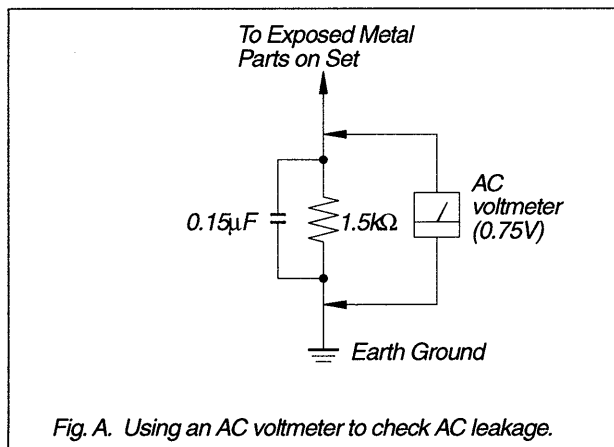 To Exposed Metal
Parts on Set
0.15µF
1.5kΩ
AC
voltmeter
(0.75V)
Earth Ground
Fig. A. Using an AC voltmeter to check AC leakage.